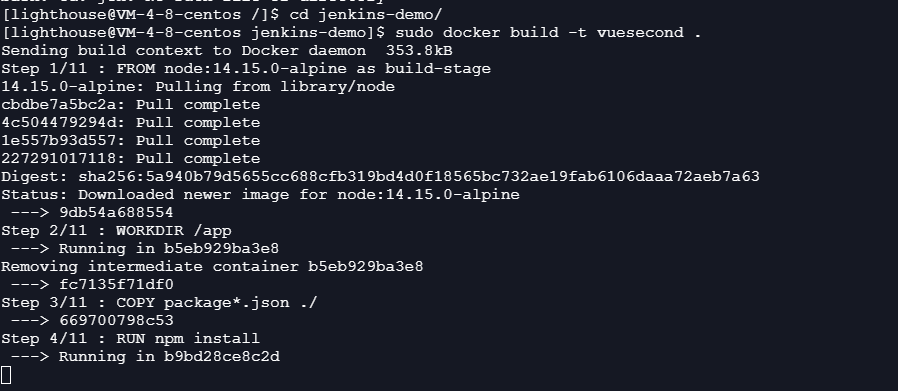 [lighthouse@VM-4-8-centos /]$ cd jenkins-demo/
[lighthouse@VM-4-8-centos jenkins-demo]$ sudo docker build -t vuesecond .
Sending build context to Docker daemon  353.8kB
Step 1/11 : FROM node:14.15.0-alpine as build-stage
14.15.0-alpine: Pulling from library/node
cbdbe7a5bc2a: Pull complete
4c504479294d: Pull complete
1e557b93d557: Pull complete
227291017118: Pull complete
Digest: sha256:5a940b79d5655cc688cfb319bd4d0f18565bc732ae19fab6106daaa72aeb7a63
Status: Downloaded newer image for node:14.15.0-alpine
 ---> 9db54a688554
Step 2/11 : WORKDIR /app
 ---> Running in b5eb929ba3e8
Removing intermediate container b5eb929ba3e8
 ---> fc7135f71df0
Step 3/11 : COPY package*.json ./
 ---> 669700798c53
Step 4/11 : RUN npm install
 ---> Running in b9bd28ce8c2d